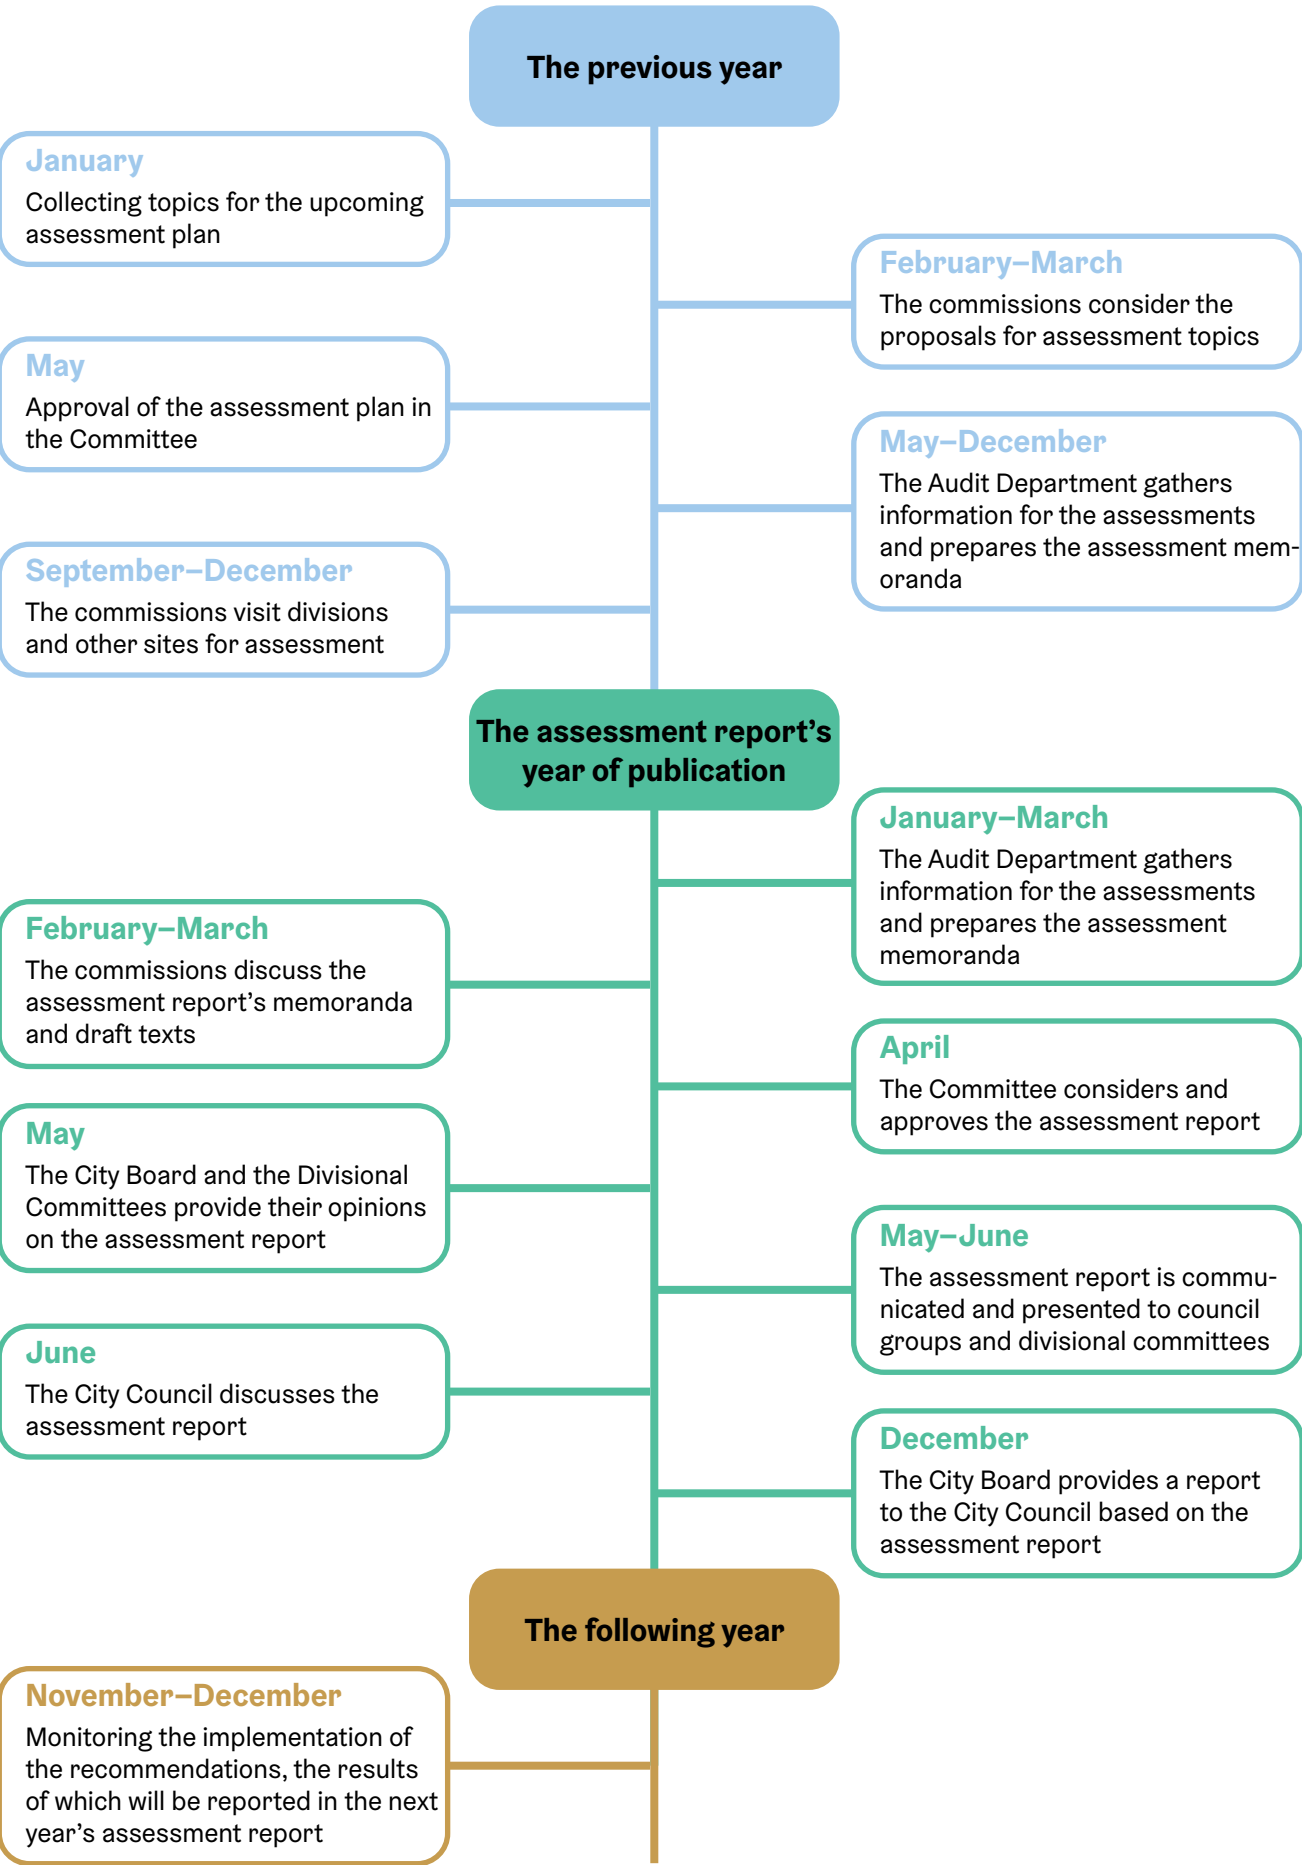 The previous year
January
Collecting topics for the upcoming
assessment plan
February–March
The commissions consider the
proposals for assessment topics
May
Approval of the assessment plan in
the Committee
May–December
The Audit Department gathers
information for the assessments
and prepares the assessment mem-
oranda
September–December
The commissions visit divisions
and other sites for assessment
The assessment report’s
year of publication
January–March
The Audit Department gathers
information for the assessments
and prepares the assessment
memoranda
February–March
The commissions discuss the
assessment report’s memoranda
and draft texts
April
The Committee considers and
approves the assessment report
May
The City Board and the Divisional
Committees provide their opinions
on the assessment report
May–June
The assessment report is commu-
nicated and presented to council
groups and divisional committees
June
The City Council discusses the
assessment report
December
The City Board provides a report
to the City Council based on the
assessment report
The following year
November–December
Monitoring the implementation of
the recommendations, the results
of which will be reported in the next
year’s assessment report